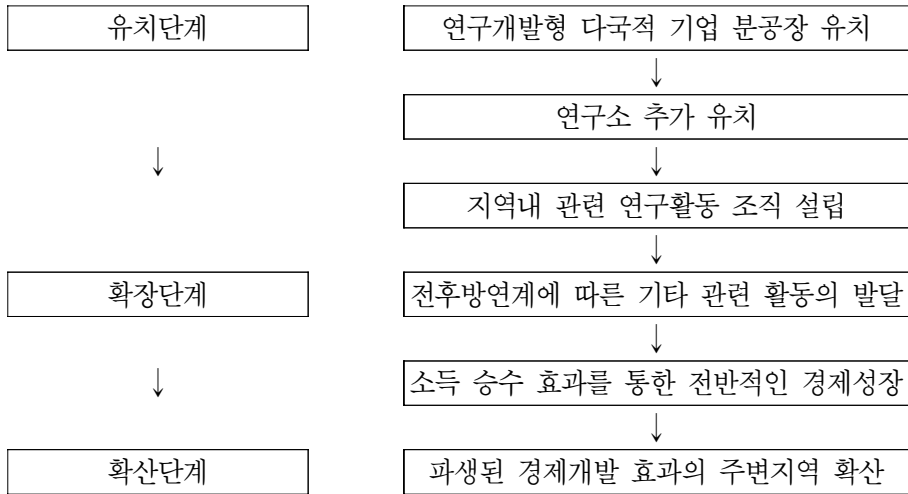 유치단계
연구개발형 다국적 기업 분공장 유치
↓
연구소 추가 유치
↓
↓
지역내 관련 연구활동 조직 설립
↓
확장단계
전후방연계에 따른 기타 관련 활동의 발달
↓
↓
소득 승수 효과를 통한 전반적인 경제성장
↓
확산단계
파생된 경제개발 효과의 주변지역 확산